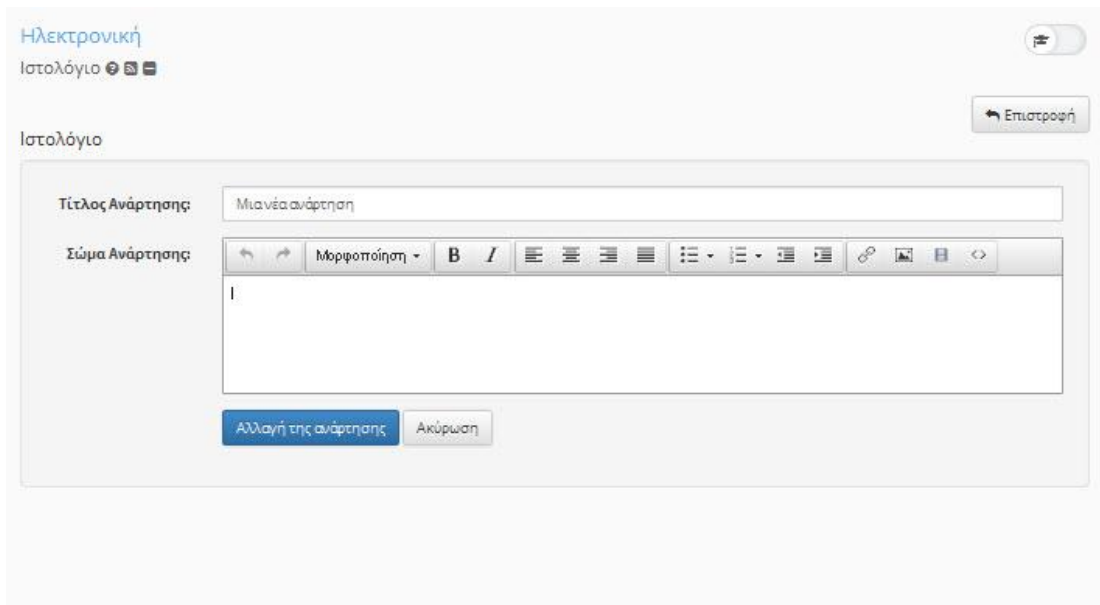 Ηλεκτρονική
Ιστολόγιο
Επιστροφή
Ιστολόγιο
Τίτλος Ανάρτησης: Μια νέα ανάρτηση
Σώμα Ανάρτησης: Μορφοποίηση B I
Αλλαγή της ανάρτησης Ακύρωση